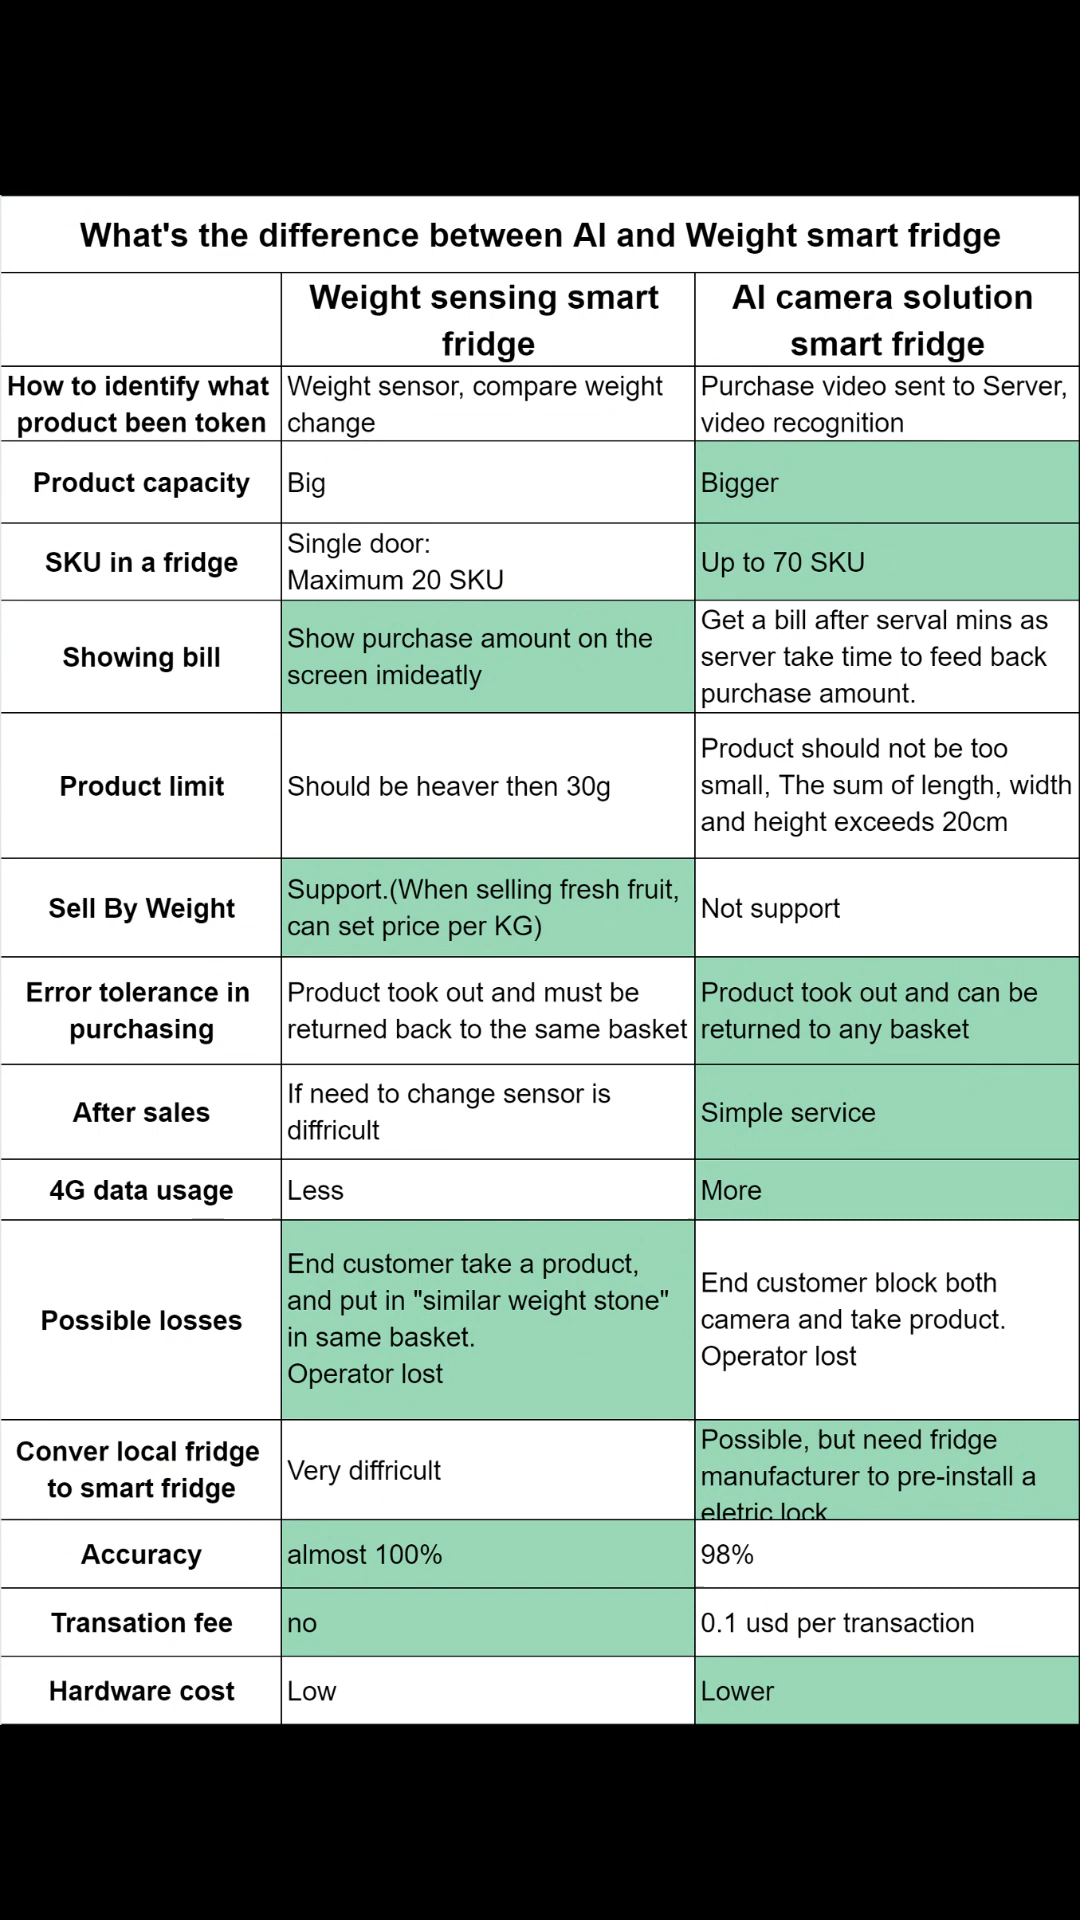 What's the difference between AI and Weight smart fridge
Weight sensing smart
fridge
AI camera solution
smart fridge
How to identify what
product been token
Weight sensor, compare weight
change
Purchase video sent to Server,
video recognition
Product capacity
Big
Bigger
SKU in a fridge
Single door:
Maximum 20 SKU
Up to 70 SKU
Showing bill
Show purchase amount on the
screen imideatly
Get a bill after serval mins as
server take time to feed back
purchase amount.
Product limit
Should be heaver then 30g
Product should not be too
small, The sum of length, width
and height exceeds 20cm
Sell By Weight
Support.(When selling fresh fruit,
can set price per KG)
Not support
Error tolerance in
purchasing
Product took out and must be
returned back to the same basket
Product took out and can be
returned to any basket
After sales
If need to change sensor is
diffricult
Simple service
4G data usage
Less
More
Possible losses
End customer take a product,
and put in "similar weight stone"
in same basket.
Operator lost
End customer block both
camera and take product.
Operator lost
Conver local fridge
to smart fridge
Very diffricult
Possible, but need fridge
manufacturer to pre-install a
eletric lock
Accuracy
almost 100%
98%
Transation fee
no
0.1 usd per transaction
Hardware cost
Low
Lower